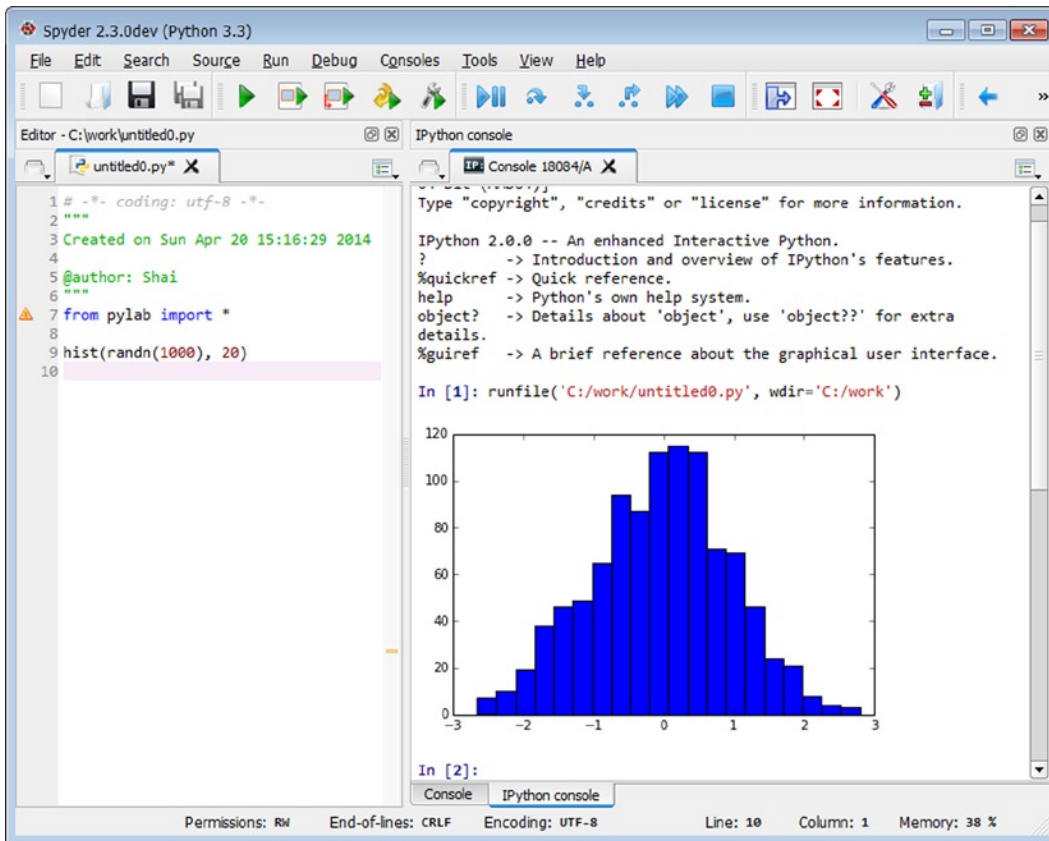 Spyder 2.3.0dev (Python 3.3)
File Edit Search Source Run Debug Consoles Tools View Help
»
Editor - C:\work\untitled0.py
untitled0.py*
1 # -*- coding: utf-8 -*-
2 """
3 Created on Sun Apr 20 15:16:29 2014
4
5 @author: Shai
6 """
7 from pylab import *
8
9 hist(randn(1000), 20)
10
IPython console
IP: Console 18084/A
Type "copyright", "credits" or "license" for more information.
IPython 2.0.0 -- An enhanced Interactive Python.
? -> Introduction and overview of IPython's features.
%quickref -> Quick reference.
help -> Python's own help system.
object? -> Details about 'object', use 'object??' for extra
details.
%guiref -> A brief reference about the graphical user interface.
In [1]: runfile('C:/work/untitled0.py', wdir='C:/work')
120
100
80
60
40
20
0
−3 −2 −1 0 1 2 3
In [2]:
Console IPython console
Permissions: RW End-of-lines: CRLF Encoding: UTF-8 Line: 10 Column: 1 Memory: 38 %